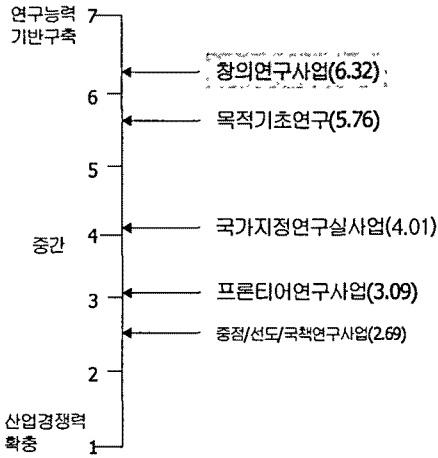 연구능력 7
기반구축
창의연구사업(6.32)
6
목적기초연구(5.76)
5
국가지정연구실사업(4.01)
중간 4
프론티어연구사업(3.09)
3
중점/선도/국책연구사업(2.69)
2
산업경쟁력
확충 1